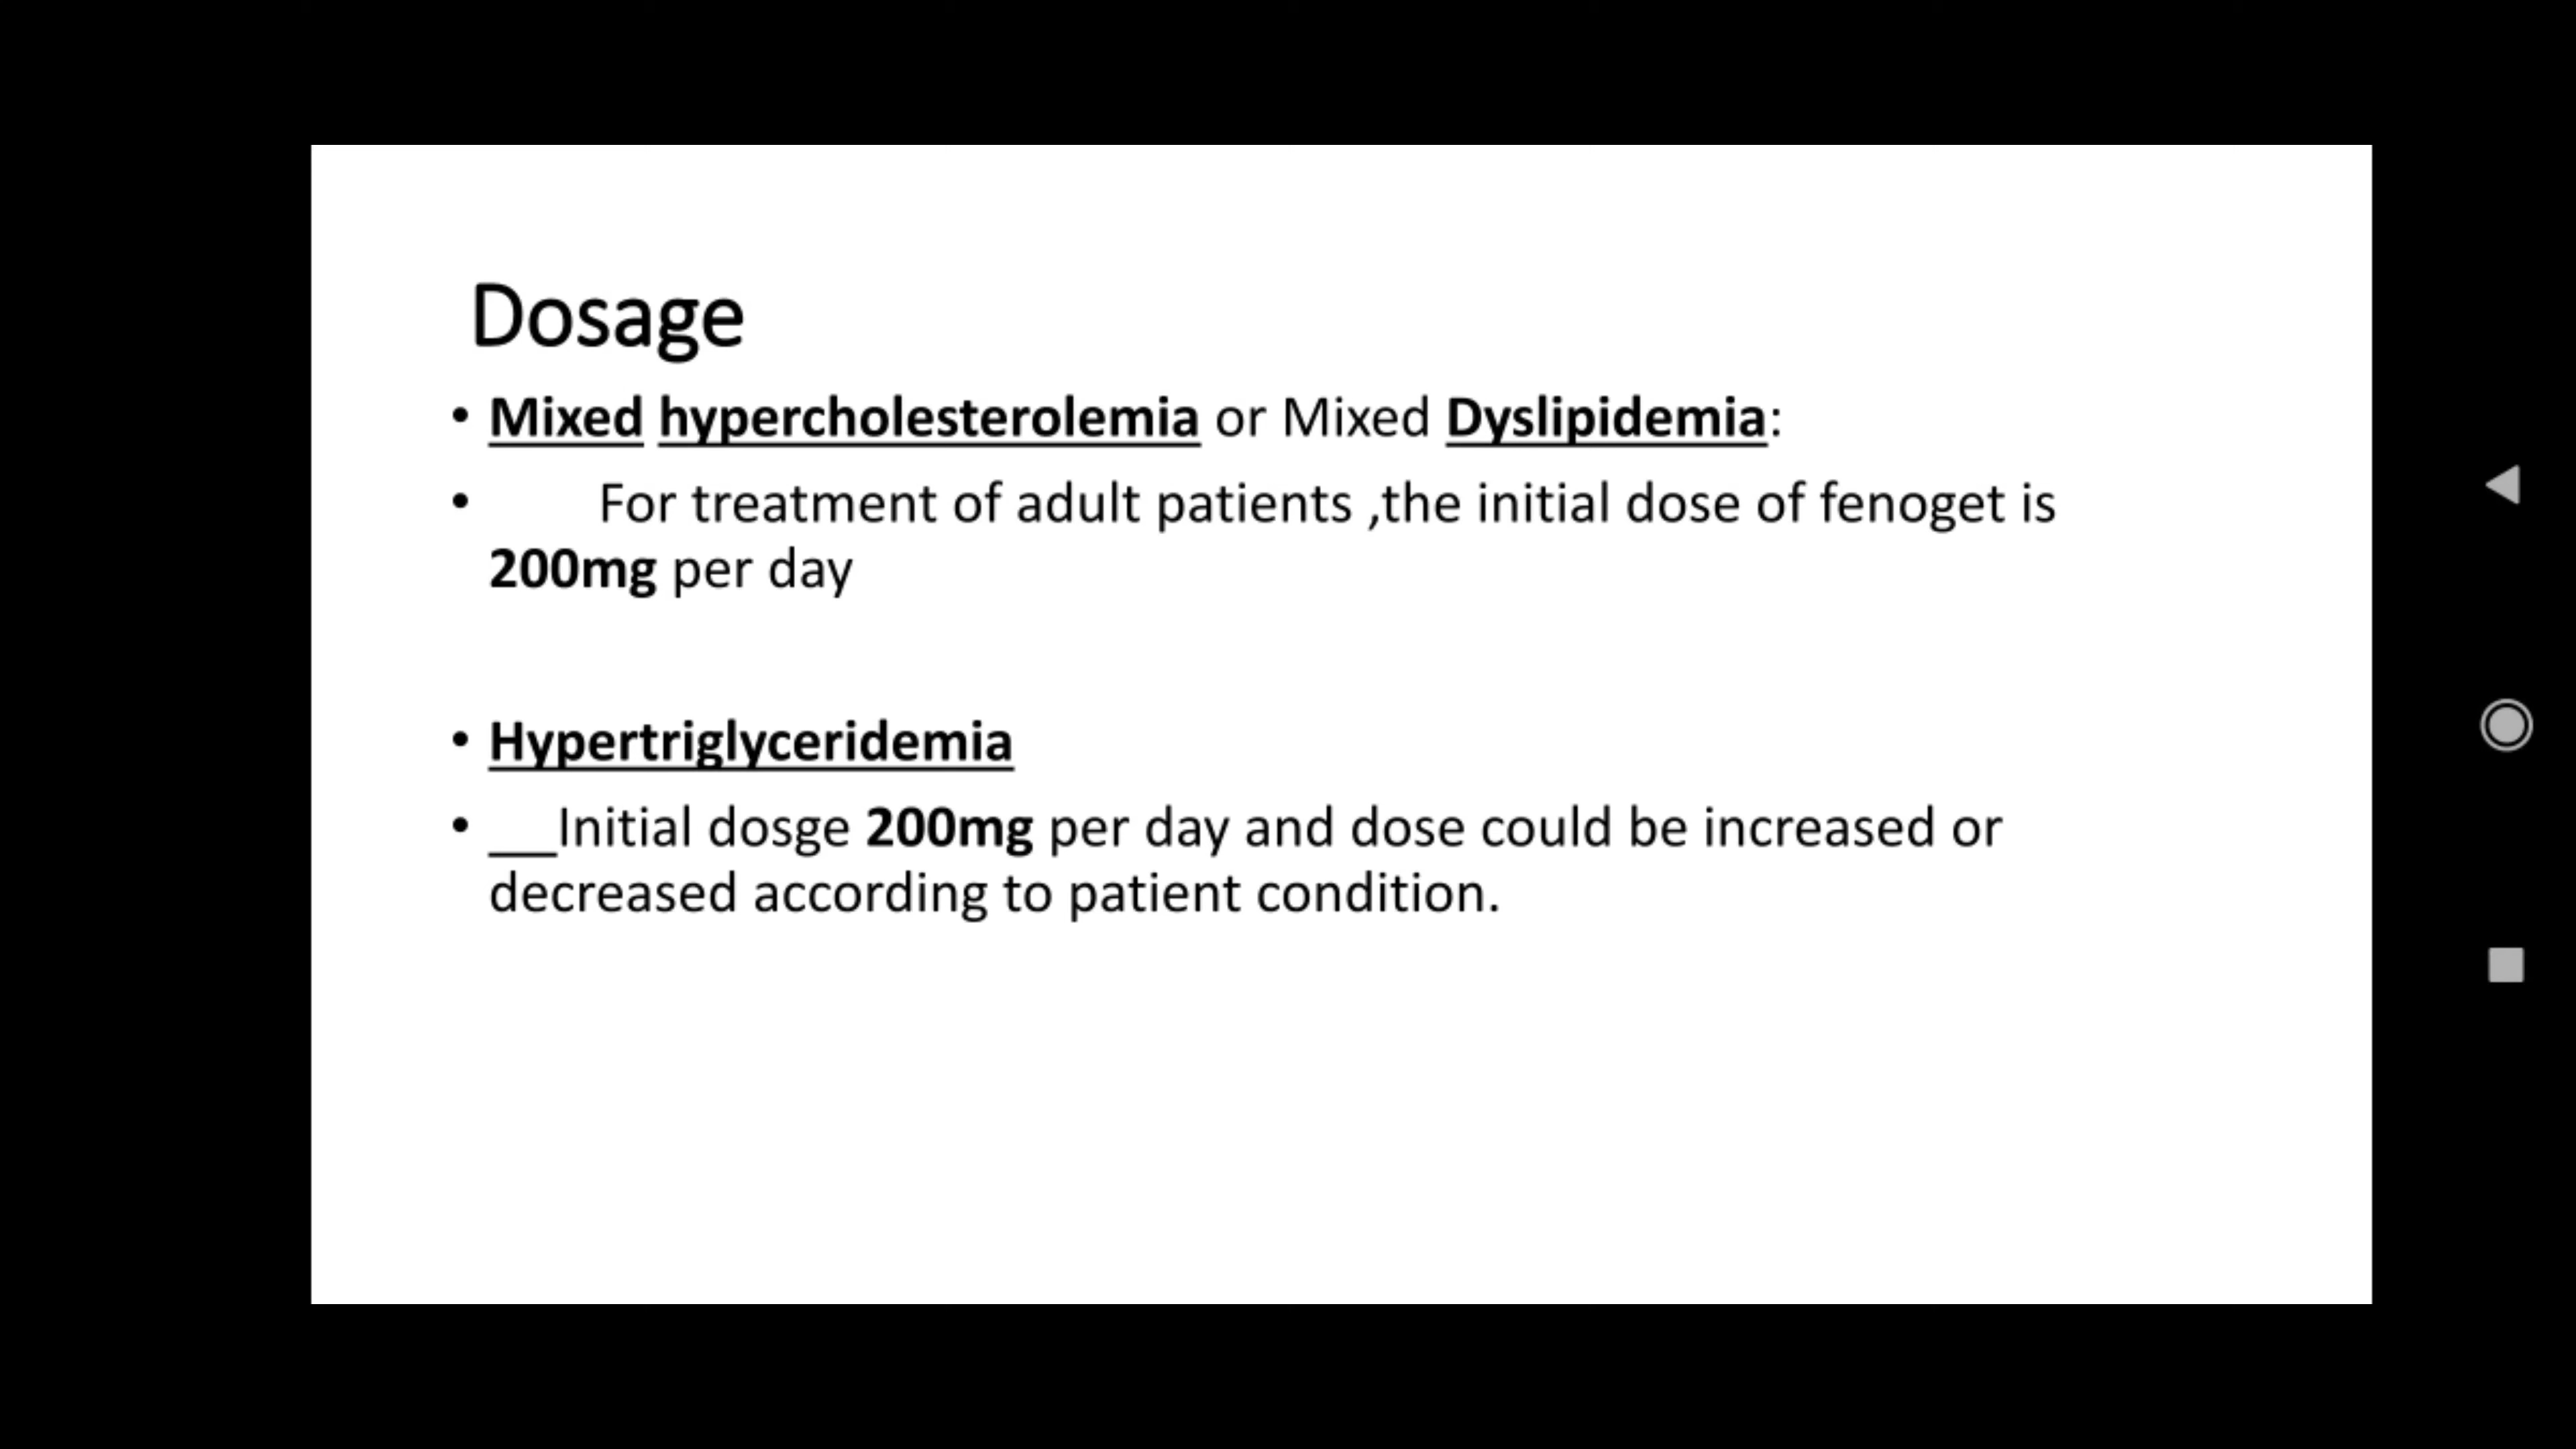 Dosage
• Mixed hypercholesterolemia or Mixed Dyslipidemia:
• For treatment of adult patients ,the initial dose of fenoget is
200mg per day
• Hypertriglyceridemia
• __Initial dosge 200mg per day and dose could be increased or
decreased according to patient condition.